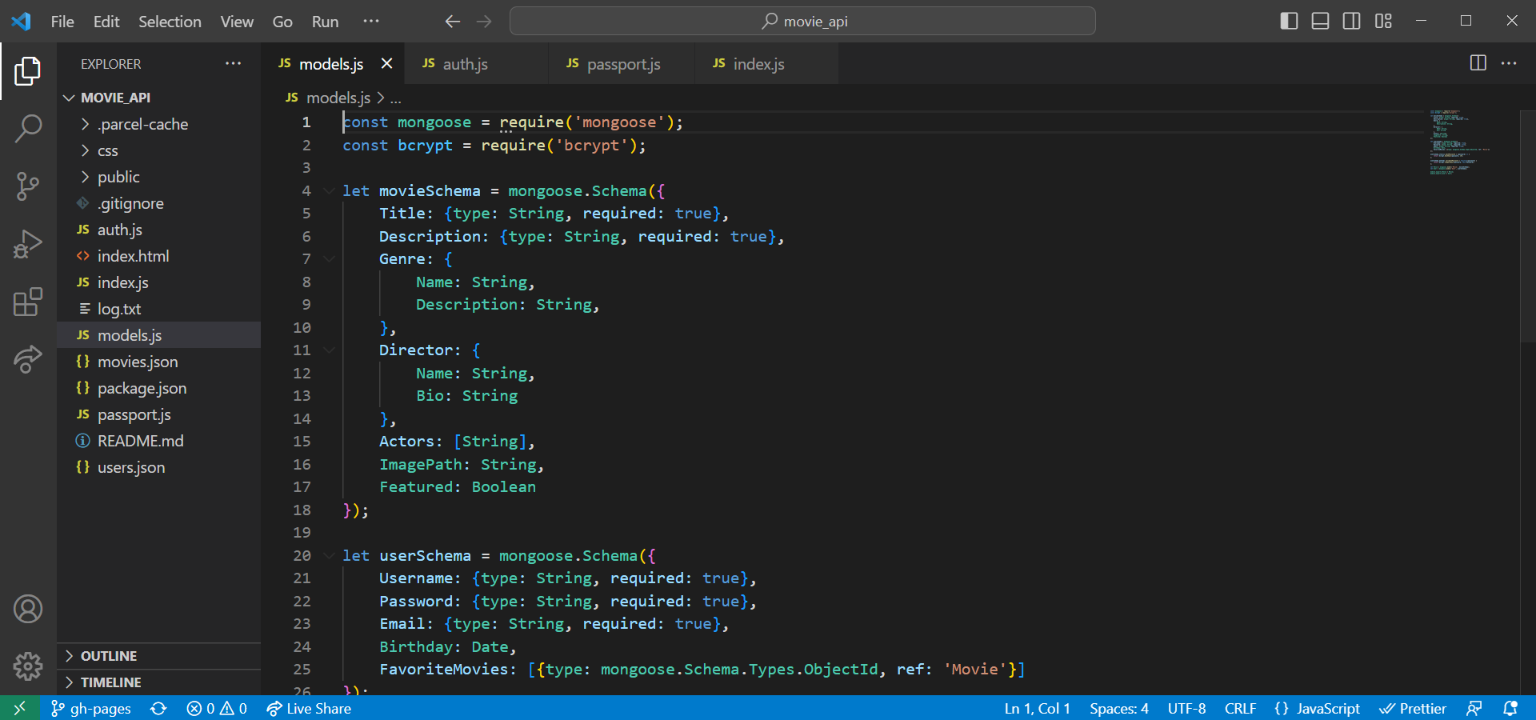 File Edit Selection View Go Run ··· movie_api
EXPLORER ···
MOVIE_API
.parcel-cache
css
public
.gitignore
JS auth.js
<> index.html
JS index.js
log.txt
JS models.js
{} movies.json
{} package.json
JS passport.js
README.md
{} users.json
OUTLINE
TIMELINE
JS models.js JS auth.js JS passport.js JS index.js
JS models.js > ...
1 const mongoose = require('mongoose');
2 const bcrypt = require('bcrypt');
3
4 let movieSchema = mongoose.Schema({
5 Title: {type: String, required: true},
6 Description: {type: String, required: true},
7 Genre: {
8 Name: String,
9 Description: String,
10 },
11 Director: {
12 Name: String,
13 Bio: String
14 },
15 Actors: [String],
16 ImagePath: String,
17 Featured: Boolean
18 });
19
20 let userSchema = mongoose.Schema({
21 Username: {type: String, required: true},
22 Password: {type: String, required: true},
23 Email: {type: String, required: true},
24 Birthday: Date,
25 FavoriteMovies: [{type: mongoose.Schema.Types.ObjectId, ref: 'Movie'}]
26 });
gh-pages 0 0 Live Share Ln 1, Col 1 Spaces: 4 UTF-8 CRLF {} JavaScript Prettier